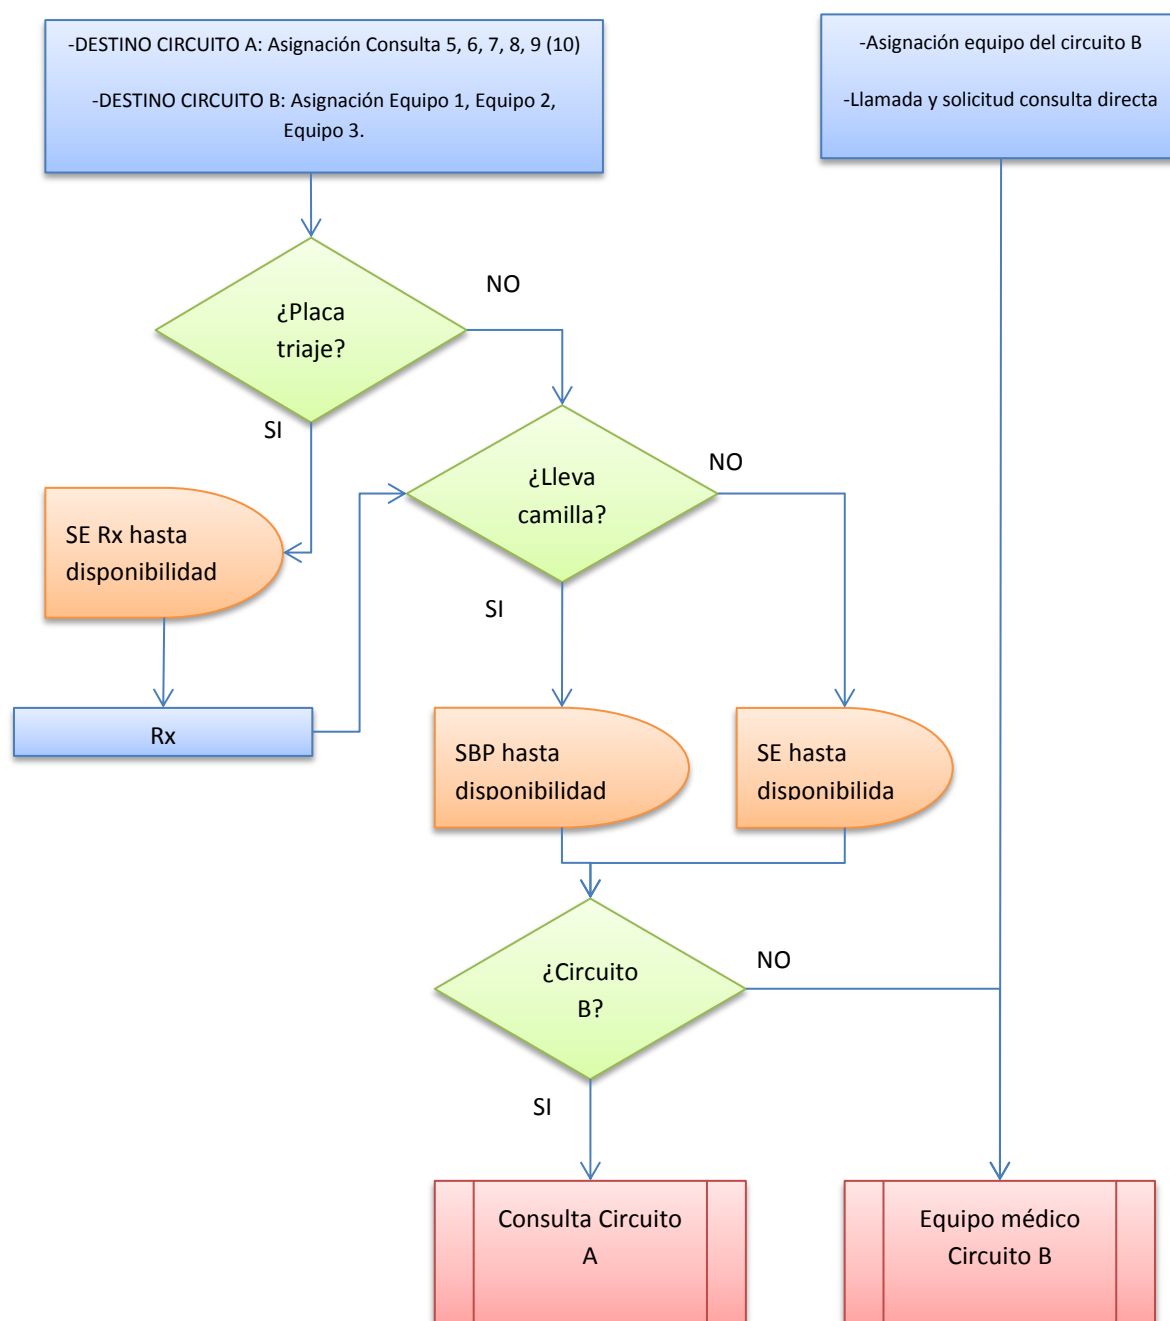 -DESTINO CIRCUITO A: Asignación Consulta 5, 6, 7, 8, 9 (10)
-DESTINO CIRCUITO B: Asignación Equipo 1, Equipo 2,
Equipo 3.
-Asignación equipo del circuito B
-Llamada y solicitud consulta directa
¿Placa
triaje?
NO
SI
¿Lleva
camilla?
NO
SI
SE Rx hasta
disponibilidad
Rx
SBP hasta
disponibilidad
SE hasta
disponibilida
¿Circuito
B?
NO
SI
Consulta Circuito
A
Equipo médico
Circuito B